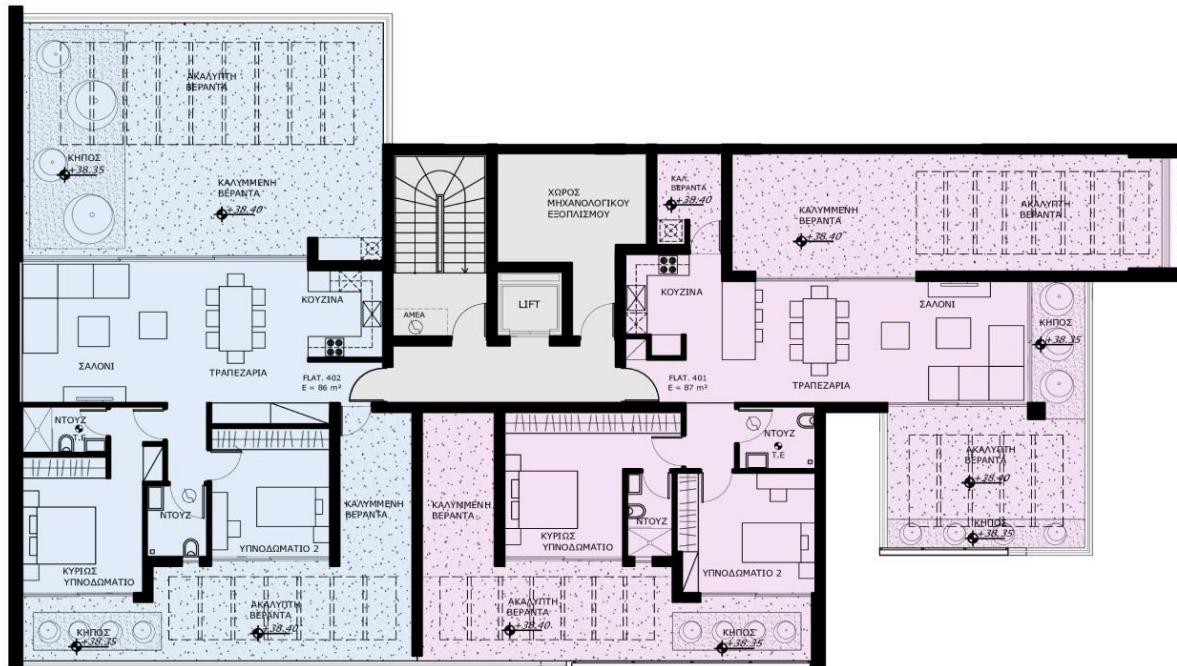 ΑΚΑΛΥΠΤΗ
ΒΕΡΑΝΤΑ
ΚΗΠΟΣ
+38.35
ΚΑΛΥΜΜΕΝΗ
ΒΕΡΑΝΤΑ
+38.40
ΣΑΛΟΝΙ
ΤΡΑΠΕΖΑΡΙΑ
ΚΟΥΖΙΝΑ
FLAT. 402
E = 86 m²
ΝΤΟΥΖ
Τ.Ε
ΚΥΡΙΩΣ
ΥΠΝΟΔΩΜΑΤΙΟ
ΝΤΟΥΖ
ΥΠΝΟΔΩΜΑΤΙΟ 2
ΚΑΛΥΜΜΕΝΗ
ΒΕΡΑΝΤΑ
ΑΚΑΛΥΠΤΗ
ΒΕΡΑΝΤΑ
+38.40
ΚΗΠΟΣ
+38.35
ΧΩΡΟΣ
ΜΗΧΑΝΟΛΟΓΙΚΟΥ
ΕΞΟΠΛΙΣΜΟΥ
LIFT
ΑΜΕΑ
ΚΑΛ.
ΒΕΡΑΝΤΑ
+38.40
ΚΑΛΥΜΜΕΝΗ
ΒΕΡΑΝΤΑ
+38.40
ΑΚΑΛΥΠΤΗ
ΒΕΡΑΝΤΑ
ΚΟΥΖΙΝΑ
ΣΑΛΟΝΙ
ΤΡΑΠΕΖΑΡΙΑ
FLAT. 401
E = 87 m²
ΚΗΠΟΣ
+38.35
ΑΚΑΛΥΠΤΗ
ΒΕΡΑΝΤΑ
+38.40
ΚΗΠΟΣ
+38.35
ΝΤΟΥΖ
Τ.Ε
ΚΑΛΥΜΜΕΝΗ
ΒΕΡΑΝΤΑ
ΚΥΡΙΩΣ
ΥΠΝΟΔΩΜΑΤΙΟ
ΝΤΟΥΖ
ΥΠΝΟΔΩΜΑΤΙΟ 2
ΑΚΑΛΥΠΤΗ
ΒΕΡΑΝΤΑ
+38.40
ΚΗΠΟΣ
+38.35